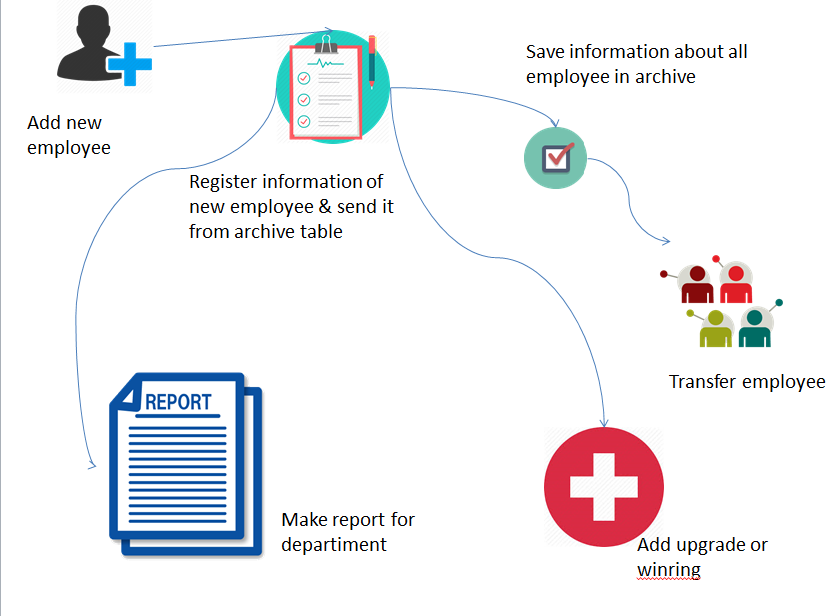 Add new
employee
Register information of
new employee & send it
from archive table
Save information about all
employee in archive
Transfer employee
REPORT
Make report for
departiment
Add upgrade or
winring